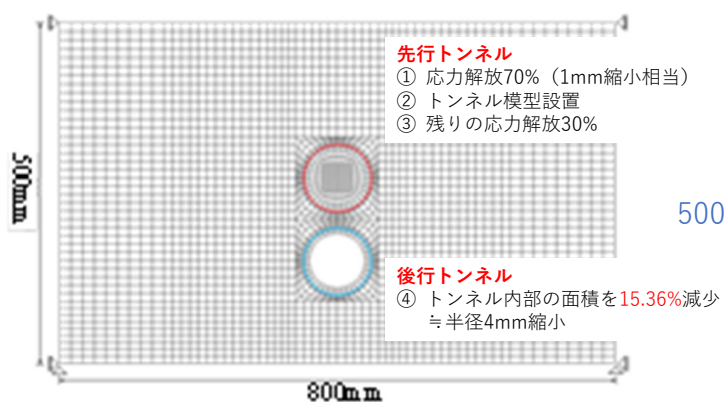 先行トンネル
① 応力解放70%（1mm縮小相当）
② トンネル模型設置
③ 残りの応力解放30%
500mm
500
後行トンネル
④ トンネル内部の面積を15.36%減少
≒半径4mm縮小
800mm